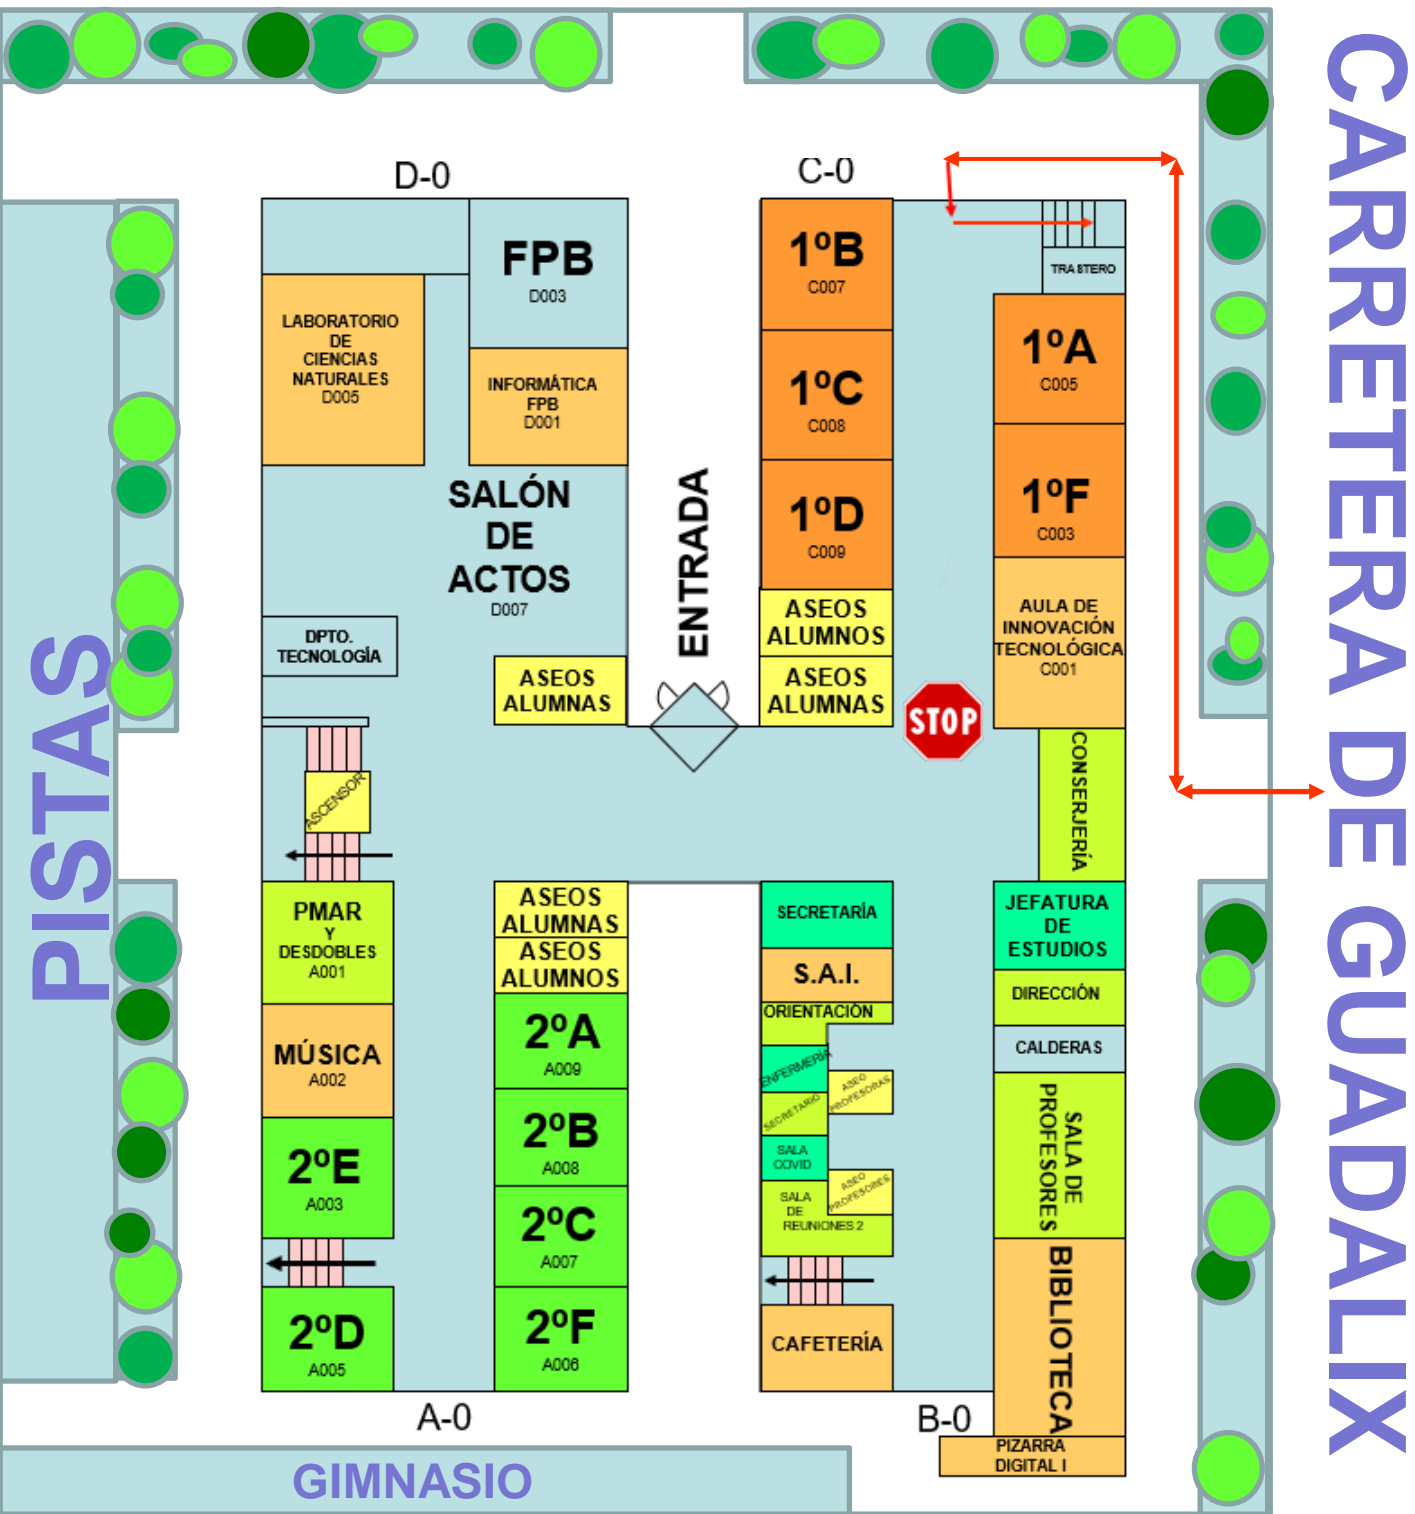 D-0
C-0
FPB
D003
LABORATORIO
DE
CIENCIAS
NATURALES
D005
INFORMÁTICA
FPB
D001
SALÓN
DE
ACTOS
D007
DPTO.
TECNOLOGÍA
ASEOS
ALUMNAS
ASCENSOR
ENTRADA
1ºB
C007
1ºC
C008
1ºD
C009
ASEOS
ALUMNOS
ASEOS
ALUMNAS
TRASTERO
1ºA
C005
1ºF
C003
AULA DE
INNOVACIÓN
TECNOLÓGICA
C001
STOP
CONSERJERÍA
PISTAS
CARRETERA DE GUADALIX
PMAR
Y
DESDOBLES
A001
MÚSICA
A002
2ºE
A003
2ºD
A005
ASEOS
ALUMNAS
ASEOS
ALUMNOS
2ºA
A009
2ºB
A008
2ºC
A007
2ºF
A006
SECRETARÍA
S.A.I.
ORIENTACIÓN
ENFERMERÍA
ASEO
PROFESORAS
SECRETARIO
SALA
COVID
ASEO
PROFESORES
SALA
DE
REUNIONES 2
CAFETERÍA
JEFATURA
DE
ESTUDIOS
DIRECCIÓN
CALDERAS
SALA DE
PROFESORES
BIBLIOTECA
PIZARRA
DIGITAL I
A-0
B-0
GIMNASIO